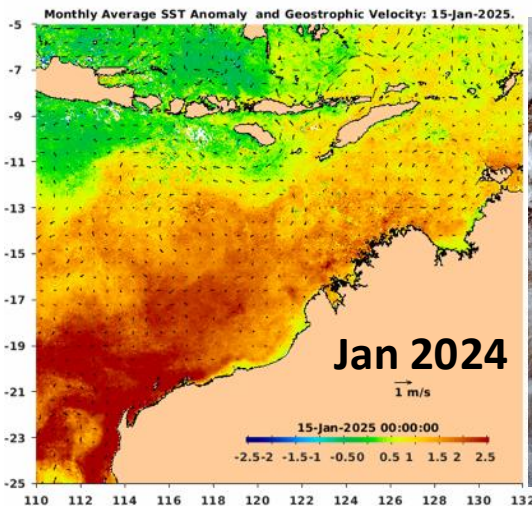 Monthly Average SST Anomaly and Geostrophic Velocity: 15-Jan-2025.
-5
-7
-9
-11
-13
-15
-17
-19
-21
-23
-25
Jan 2024
1 m/s
15-Jan-2025 00:00:00
-2.5-2 -1.5-1 -0.50 0.5 1 1.5 2 2.5
110 112 114 116 118 120 122 124 126 128 130 132